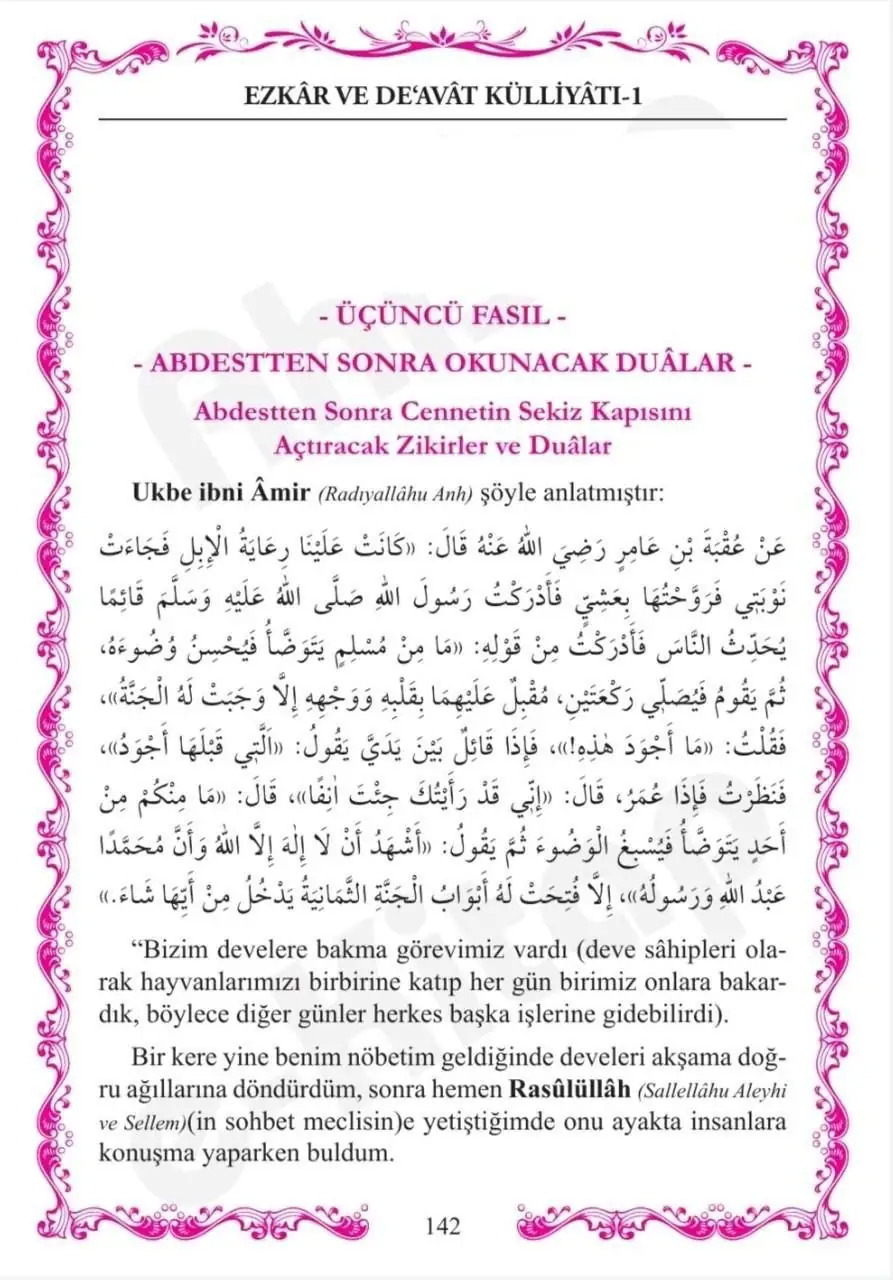 EZKÂR VE DE‘AVÂT KÜLLİYÂTI-1
- ÜÇÜNCÜ FASIL -
- ABDESTTEN SONRA OKUNACAK DUÂLAR -
Abdestten Sonra Cennetin Sekiz Kapısını
Açtıracak Zikirler ve Duâlar
Ukbe ibni Âmir (Radıyallâhu Anh) şöyle anlatmıştır:
عَنْ عُقْبَةَ بْنِ عَامِرٍ رَضِيَ اللهُ عَنْهُ قَالَ: «كَانَتْ عَلَيْنَا رِعَايَةُ الْإِبِلِ فَجَاءَتْ
نَوْبَتِي فَرَوَّحْتُهَا بِعَشِيٍّ فَأَدْرَكْتُ رَسُولَ اللهِ صَلَّى اللهُ عَلَيْهِ وَسَلَّمَ قَائِمًا
يُحَدِّثُ النَّاسَ فَأَدْرَكْتُ مِنْ قَوْلِهِ: «مَا مِنْ مُسْلِمٍ يَتَوَضَّأُ فَيُحْسِنُ وُضُوءَهُ،
ثُمَّ يَقُومُ فَيُصَلِّي رَكْعَتَيْنِ، مُقْبِلٌ عَلَيْهِمَا بِقَلْبِهِ وَوَجْهِهِ إِلَّا وَجَبَتْ لَهُ الْجَنَّةُ»،
فَقُلْتُ: «مَا أَجْوَدَ هٰذِهِ!»، فَإِذَا قَائِلٌ بَيْنَ يَدَيَّ يَقُولُ: «اَلَّتِي قَبْلَهَا أَجْوَدُ»،
فَنَظَرْتُ فَإِذَا عُمَرُ، قَالَ: «إِنِّي قَدْ رَأَيْتُكَ جِئْتَ اٰنِفًا»، قَالَ: «مَا مِنْكُمْ مِنْ
أَحَدٍ يَتَوَضَّأُ فَيُسْبِغُ الْوَضُوءَ ثُمَّ يَقُولُ: «أَشْهَدُ أَنْ لَا إِلٰهَ إِلَّا اللهُ وَأَنَّ مُحَمَّدًا
عَبْدُ اللهِ وَرَسُولُهُ»، إِلَّا فُتِحَتْ لَهُ أَبْوَابُ الْجَنَّةِ الثَّمَانِيَةُ يَدْخُلُ مِنْ أَيِّهَا شَاءَ.»
“Bizim develere bakma görevimiz vardı (deve sâhipleri ola-
rak hayvanlarımızı birbirine katıp her gün birimiz onlara bakar-
dık, böylece diğer günler herkes başka işlerine gidebilirdi).
Bir kere yine benim nöbetim geldiğinde develeri akşama doğ-
ru ağıllarına döndürdüm, sonra hemen Rasûlüllâh (Sallellâhu Aleyhi
ve Sellem)(in sohbet meclisin)e yetiştiğimde onu ayakta insanlara
konuşma yaparken buldum.
142